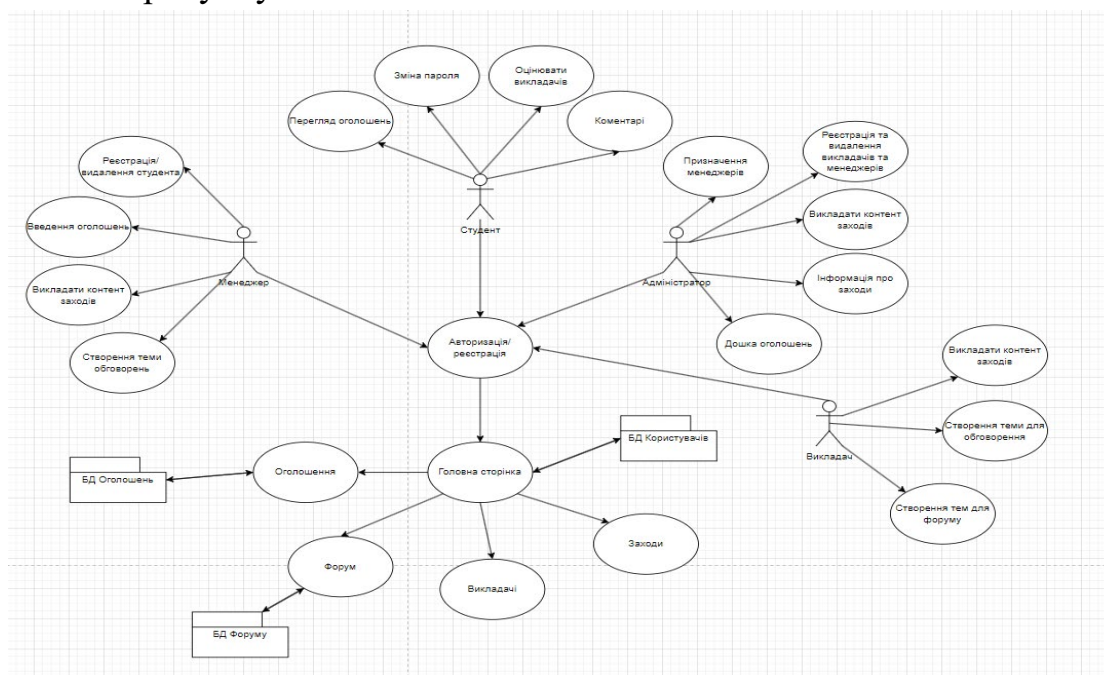 Зміна пароля
Оцінювати
викладачів
Перегляд оголошень
Коментарі
Реєстрація та
видалення
викладачів та
менеджерів
Реєстрація/
видалення студента
Призначення
менеджерів
Введення оголошень
Викладати контент
заходів
Студент
Менеджер
Адміністратор
Викладати контент
заходів
Інформація про
заходи
Створення теми
обговорень
Авторизація/
реєстрація
Дошка оголошень
Викладати контент
заходів
Створення теми для
обговорення
Викладач
БД Користувачів
БД Оголошень
Оголошення
Головна сторінка
Створення тем для
форуму
Заходи
Форум
Викладачі
БД Форуму